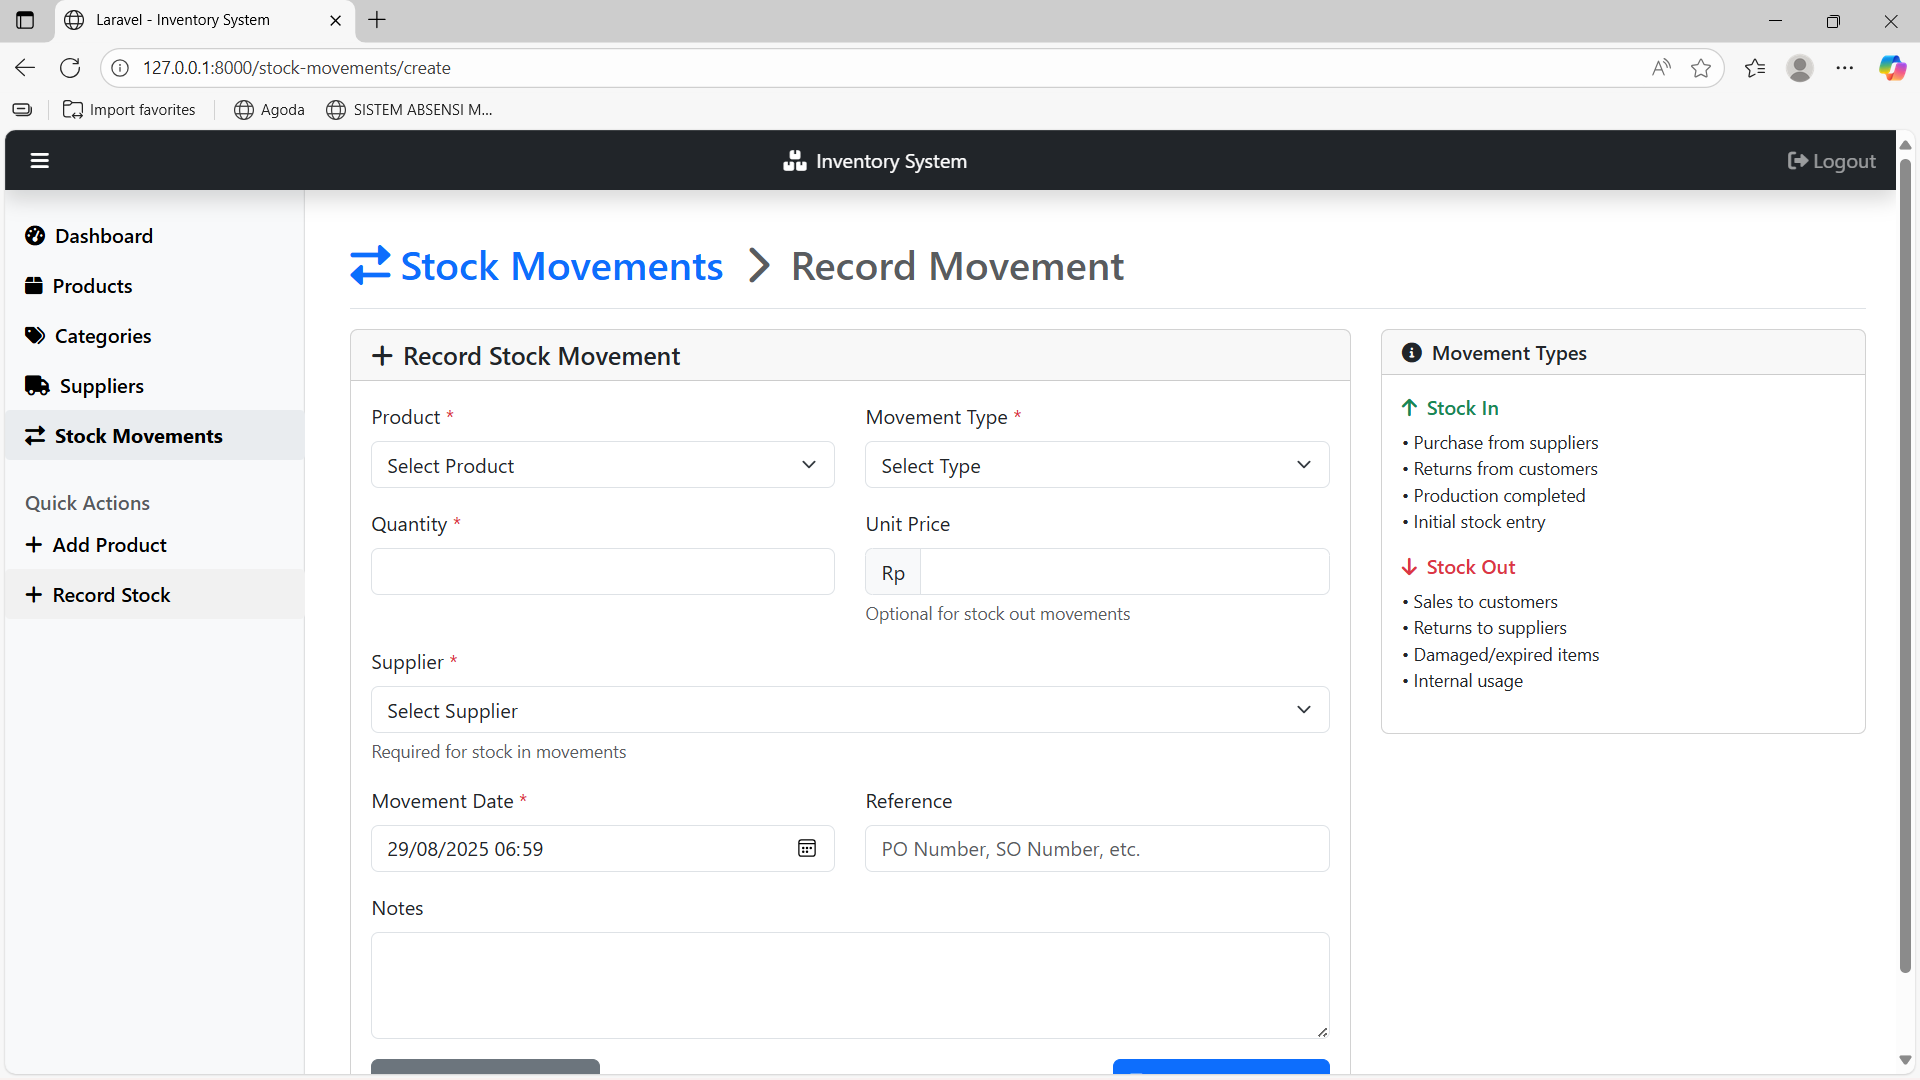 Laravel - Inventory System
127.0.0.1:8000/stock-movements/create
Import favorites
Agoda
SISTEM ABSENSI M...
Inventory System
Logout
Dashboard
Products
Categories
Suppliers
Stock Movements
Quick Actions
+ Add Product
+ Record Stock
Stock Movements > Record Movement
+ Record Stock Movement
Product *
Select Product
Movement Type *
Select Type
Quantity *
Unit Price
Rp
Optional for stock out movements
Supplier *
Select Supplier
Required for stock in movements
Movement Date *
29/08/2025 06:59
Reference
PO Number, SO Number, etc.
Notes
Movement Types
↑ Stock In
• Purchase from suppliers
• Returns from customers
• Production completed
• Initial stock entry
↓ Stock Out
• Sales to customers
• Returns to suppliers
• Damaged/expired items
• Internal usage